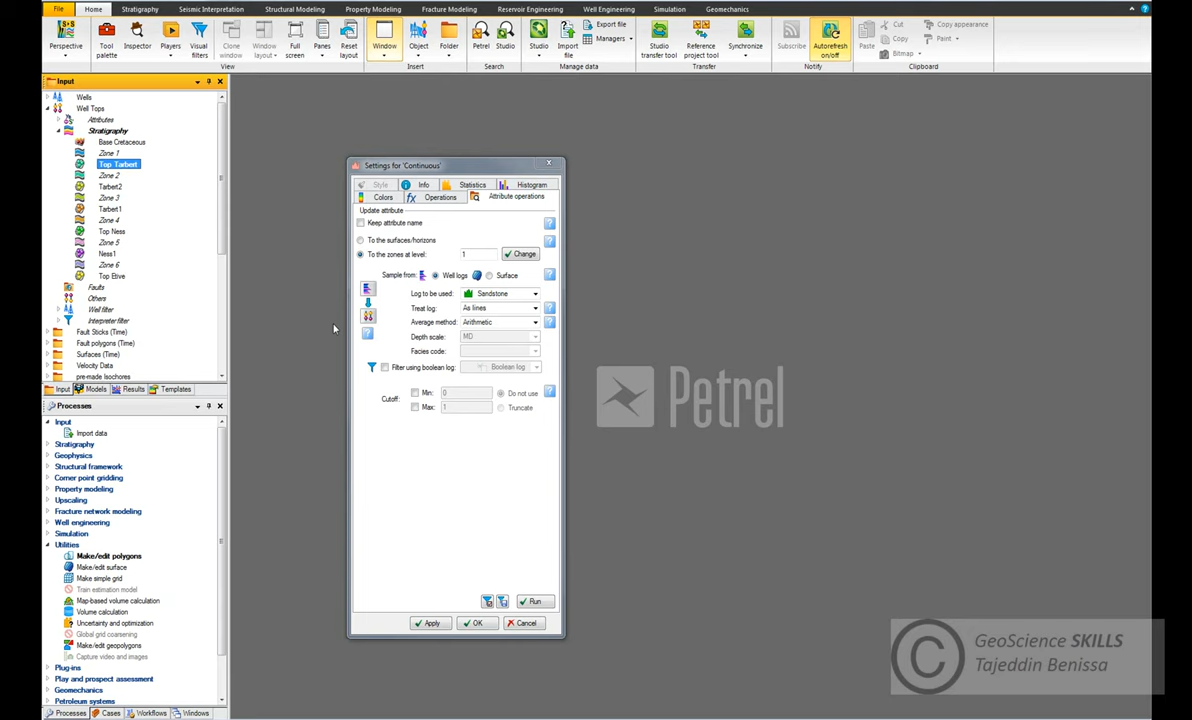 File Home Stratigraphy Seismic Interpretation Structural Modeling Property Modeling Fracture Modeling Reservoir Engineering Well Engineering Simulation Geomechanics
Perspective Tool palette Inspector Players Visual filters Clone window Window layout Full screen Panes Reset layout Window Object Folder Petrel Studio Studio Import file Export file Managers Studio transfer tool Reference project tool Synchronize Subscribe Autorefresh on/off Paste Cut Copy Bitmap Copy appearance Paint
View Insert Search Manage data Transfer Notify Clipboard
Input
Wells
Well Tops
Attributes
Stratigraphy
Base Cretaceous
Zone 1
Top Tarbert
Zone 2
Tarbert2
Zone 3
Tarbert1
Zone 4
Top Ness
Zone 5
Ness1
Zone 6
Top Etive
Faults
Others
Well filter
Interpreter filter
Fault Sticks (Time)
Fault polygons (Time)
Surfaces (Time)
Velocity Data
pre-made Isochores
Input Models Results Templates
Processes
Input
Import data
Stratigraphy
Geophysics
Structural framework
Corner point gridding
Property modeling
Upscaling
Fracture network modeling
Well engineering
Simulation
Utilities
Make/edit polygons
Make/edit surface
Make simple grid
Train estimation model
Map-based volume calculation
Volume calculation
Uncertainty and optimization
Global grid coarsening
Make/edit geopolygons
Capture video and images
Plug-ins
Play and prospect assessment
Geomechanics
Petroleum systems
Processes Cases Workflows Windows
Settings for 'Continuous'
Style Info Statistics Histogram
Colors Operations Attribute operations
Update attribute
Keep attribute name
To the surfaces/horizons
To the zones at level: 1 Change
Sample from: Well logs Surface
Log to be used: Sandstone
Treat log: As lines
Average method: Arithmetic
Depth scale: MD
Facies code:
Filter using boolean log: Boolean log
Cutoff: Min: 0 Do not use
Max: 1 Truncate
Run
Apply OK Cancel
Petrel
GeoScience SKILLS
Tajeddin Benissa